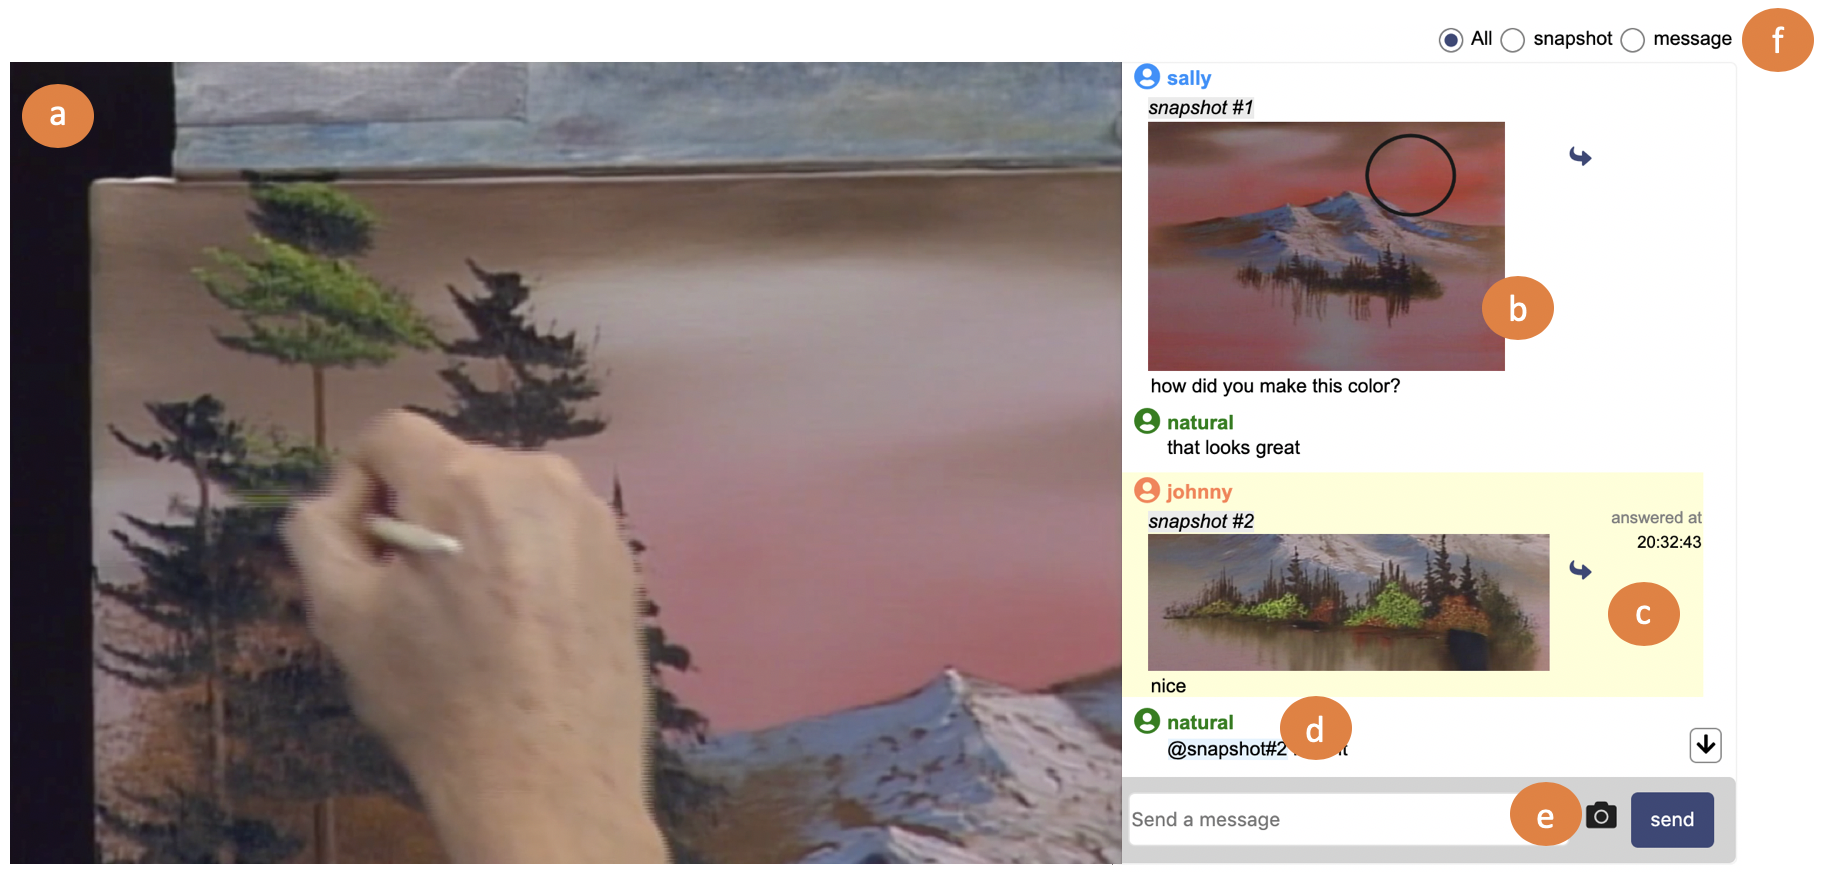 All snapshot message f
a
sally
snapshot #1
b
how did you make this color?
natural
that looks great
johnny
snapshot #2
answered at
20:32:43
c
nice
natural
d
@snapshot#2
Send a message
e
send